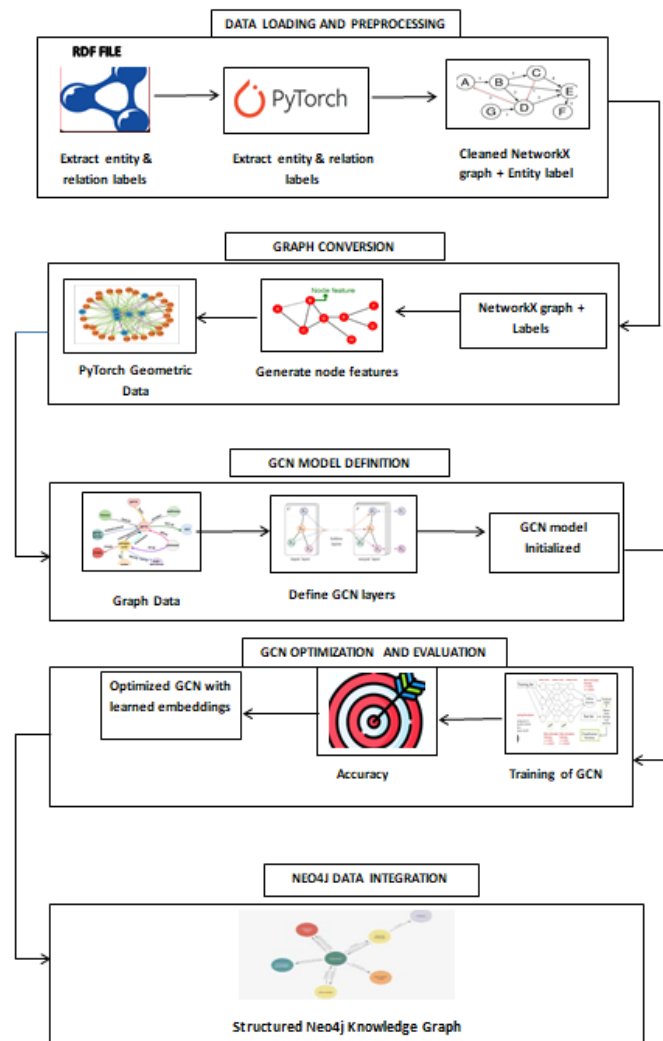 DATA LOADING AND PREPROCESSING
RDF FILE
PyTorch
A
B
C
D
E
F
G
Extract entity &
relation labels
Extract entity & relation
labels
Cleaned NetworkX
graph + Entity label
GRAPH CONVERSION
Node feature
NetworkX graph +
Labels
Generate node features
PyTorch Geometric
Data
GCN MODEL DEFINITION
GCN model
Initialized
Graph Data
Define GCN layers
GCN OPTIMIZATION AND EVALUATION
Optimized GCN with
learned embeddings
Accuracy
Training of GCN
NEO4J DATA INTEGRATION
Structured Neo4j Knowledge Graph